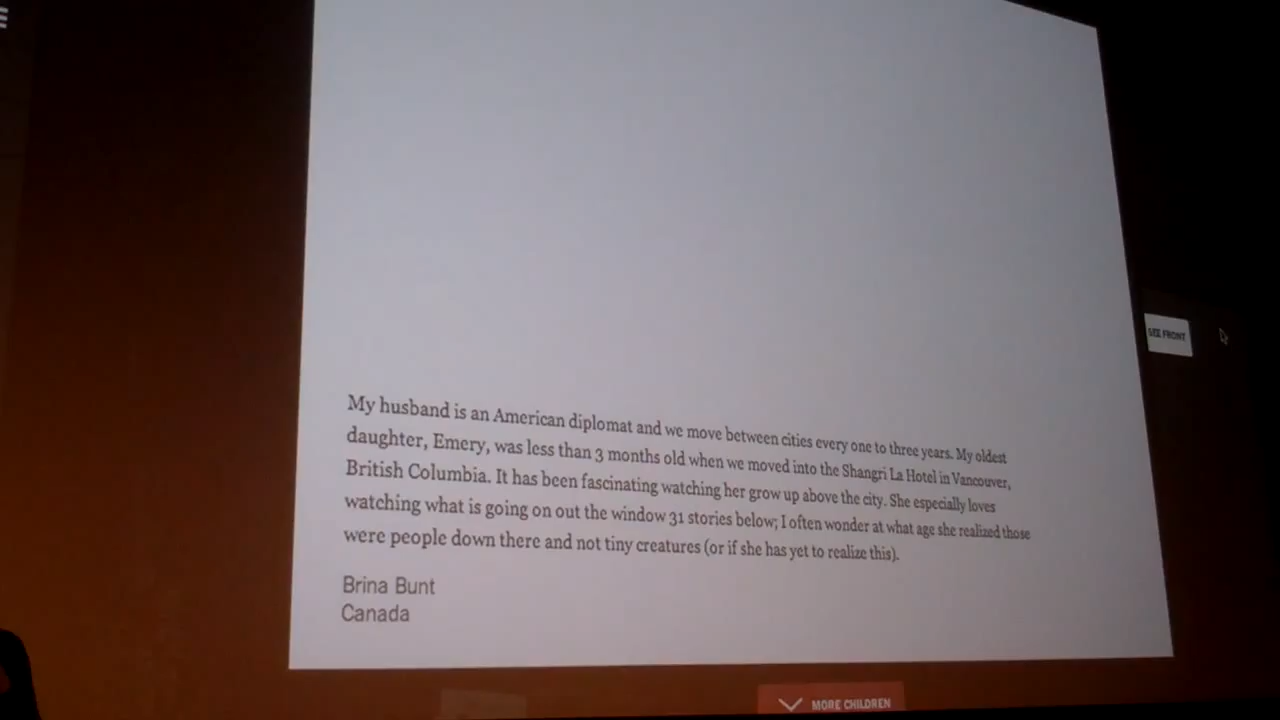 My husband is an American diplomat and we move between cities every one to three years. My oldest
daughter, Emery, was less than 3 months old when we moved into the Shangri La Hotel in Vancouver,
British Columbia. It has been fascinating watching her grow up above the city. She especially loves
watching what is going on out the window 31 stories below; I often wonder at what age she realized those
were people down there and not tiny creatures (or if she has yet to realize this).
Brina Bunt
Canada
SEE FRONT
MORE CHILDREN